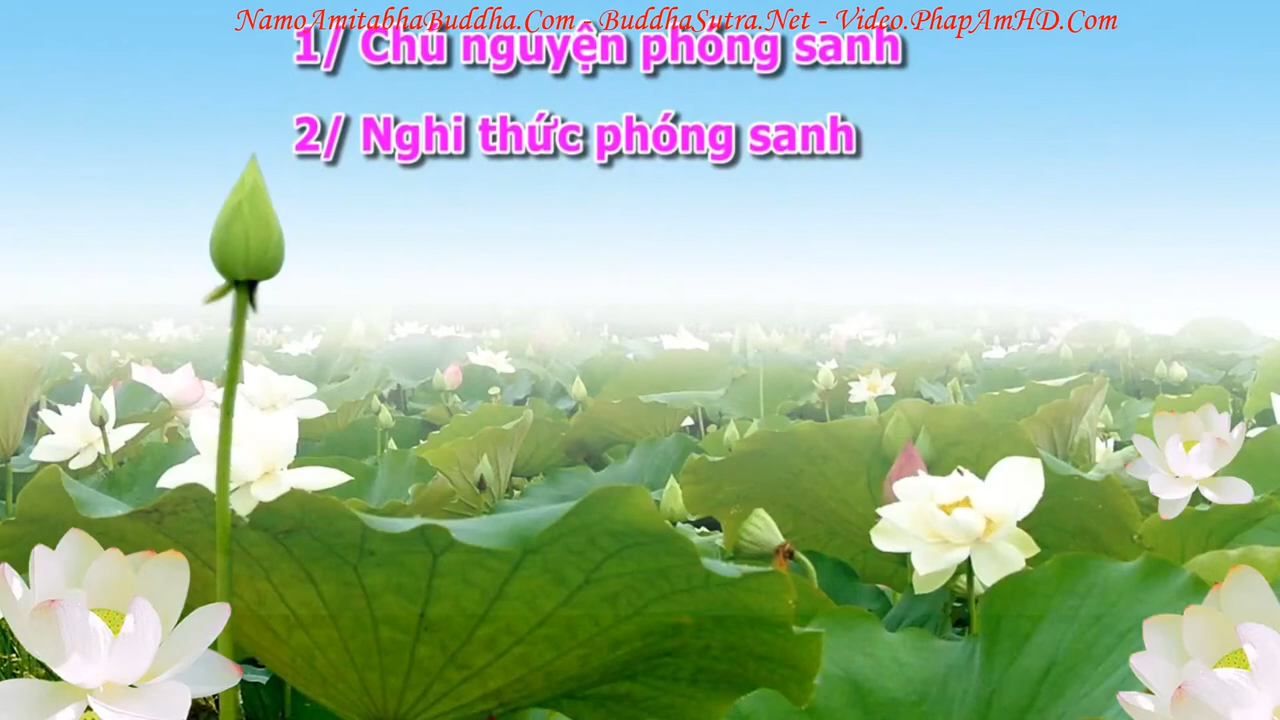 NamoAmitabhaBuddha.Com - BuddhaSutra.Net - Video.PhapAmHD.Com
1/ Chú nguyện phóng sanh
2/ Nghi thức phóng sanh